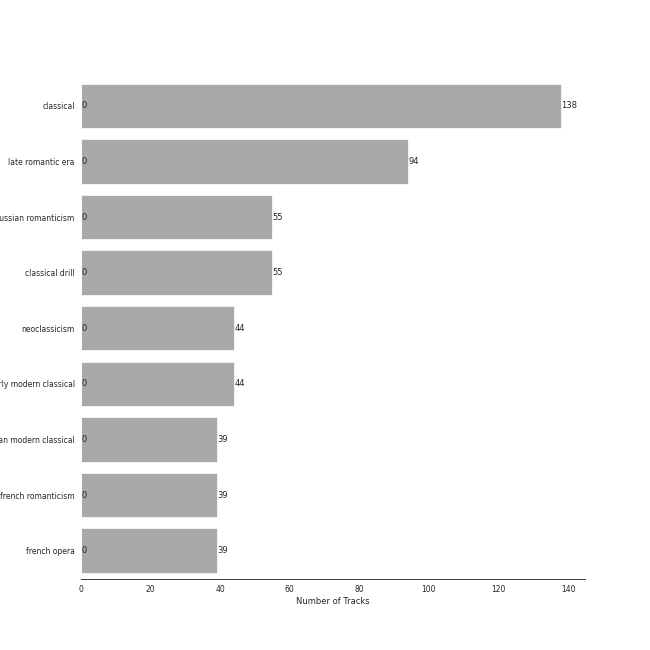 classical 0 138
late romantic era 0 94
ussian romanticism 0 55
classical drill 0 55
neoclassicism 0 44
rly modern classical 0 44
an modern classical 0 39
french romanticism 0 39
french opera 0 39
0 20 40 60 80 100 120 140
Number of Tracks